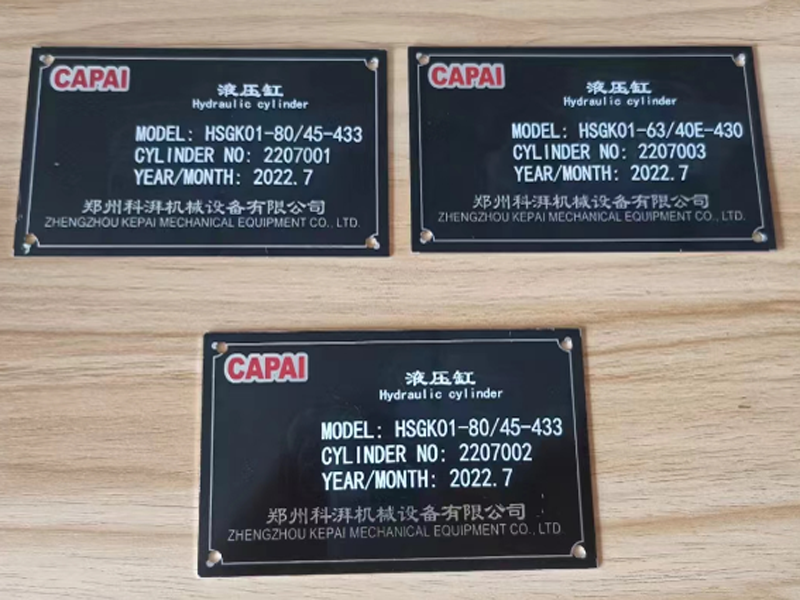 CAPAI
液压缸
Hydraulic cylinder
MODEL: HSGK01-80/45-433
CYLINDER NO: 2207001
YEAR/MONTH: 2022.7
郑州科湃机械设备有限公司
ZHENGZHOU KEPAI MECHANICAL EQUIPMENT CO., LTD.
CAPAI
液压缸
Hydraulic cylinder
MODEL: HSGK01-63/40E-430
CYLINDER NO: 2207003
YEAR/MONTH: 2022.7
郑州科湃机械设备有限公司
ZHENGZHOU KEPAI MECHANICAL EQUIPMENT CO., LTD.
CAPAI
液压缸
Hydraulic cylinder
MODEL: HSGK01-80/45-433
CYLINDER NO: 2207002
YEAR/MONTH: 2022.7
郑州科湃机械设备有限公司
ZHENGZHOU KEPAI MECHANICAL EQUIPMENT CO., LTD.